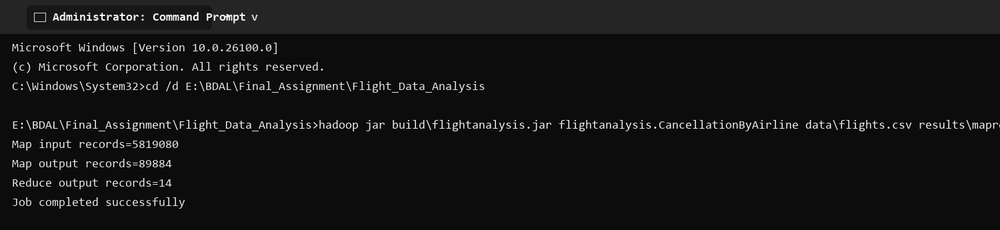 Administrator: Command Prompt v
Microsoft Windows [Version 10.0.26100.0]
(c) Microsoft Corporation. All rights reserved.
C:\Windows\System32>cd /d E:\BDAL\Final_Assignment\Flight_Data_Analysis
E:\BDAL\Final_Assignment\Flight_Data_Analysis>hadoop jar build\flightanalysis.jar flightanalysis.CancellationByAirline data\flights.csv results\mapr
Map input records=5819080
Map output records=89884
Reduce output records=14
Job completed successfully